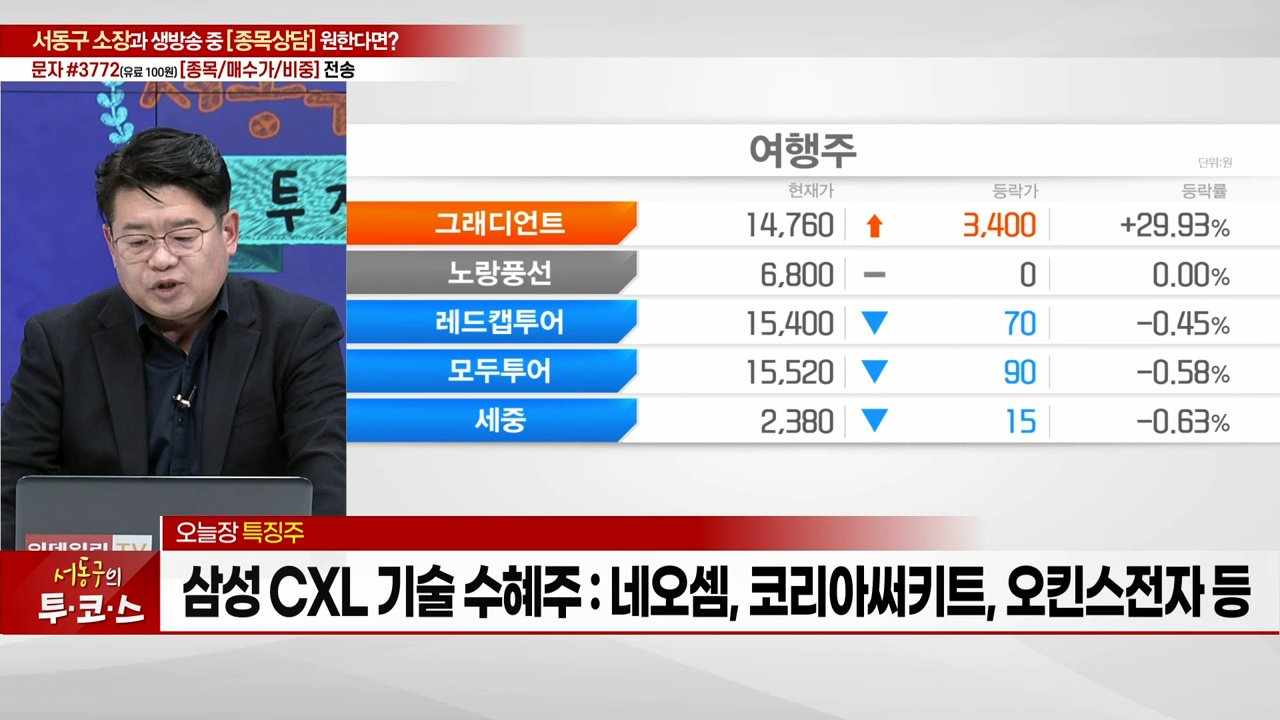 서동구 소장과 생방송 중 [종목상담] 원한다면?
문자 #3772(유료 100원) [종목/매수가/비중] 전송
투자
여행주
단위:원
현재가 등락가 등락률
그래디언트 14,760 3,400 +29.93%
노랑풍선 6,800 0 0.00%
레드캡투어 15,400 70 -0.45%
모두투어 15,520 90 -0.58%
세중 2,380 15 -0.63%
이데일리 TV
오늘장 특징주
서동구의
투·코·스
삼성 CXL 기술 수혜주 : 네오셈, 코리아써키트, 오킨스전자 등